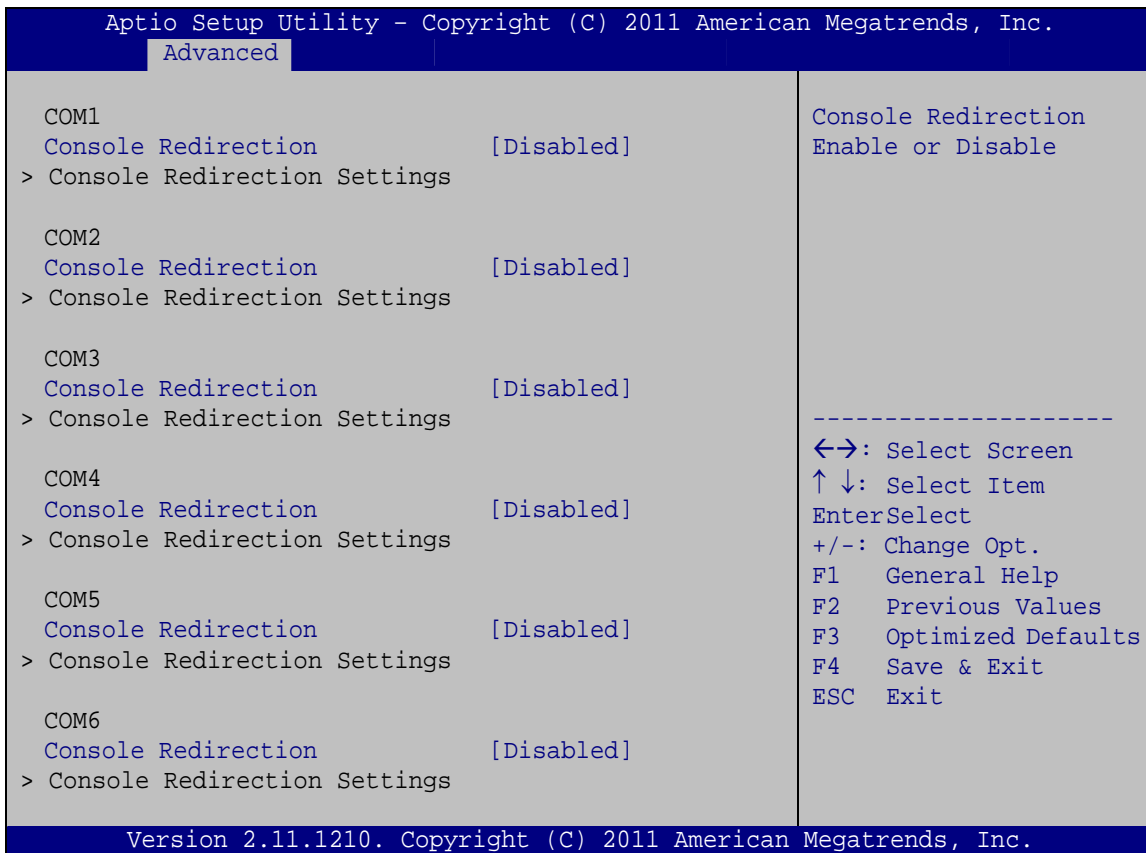 Aptio Setup Utility – Copyright (C) 2011 American Megatrends, Inc.
Advanced
COM1
Console Redirection [Disabled]
> Console Redirection Settings
COM2
Console Redirection [Disabled]
> Console Redirection Settings
COM3
Console Redirection [Disabled]
> Console Redirection Settings
COM4
Console Redirection [Disabled]
> Console Redirection Settings
COM5
Console Redirection [Disabled]
> Console Redirection Settings
COM6
Console Redirection [Disabled]
> Console Redirection Settings
Console Redirection
Enable or Disable
---------------------
←→: Select Screen
↑ ↓: Select Item
EnterSelect
+/-: Change Opt.
F1 General Help
F2 Previous Values
F3 Optimized Defaults
F4 Save & Exit
ESC Exit
Version 2.11.1210. Copyright (C) 2011 American Megatrends, Inc.